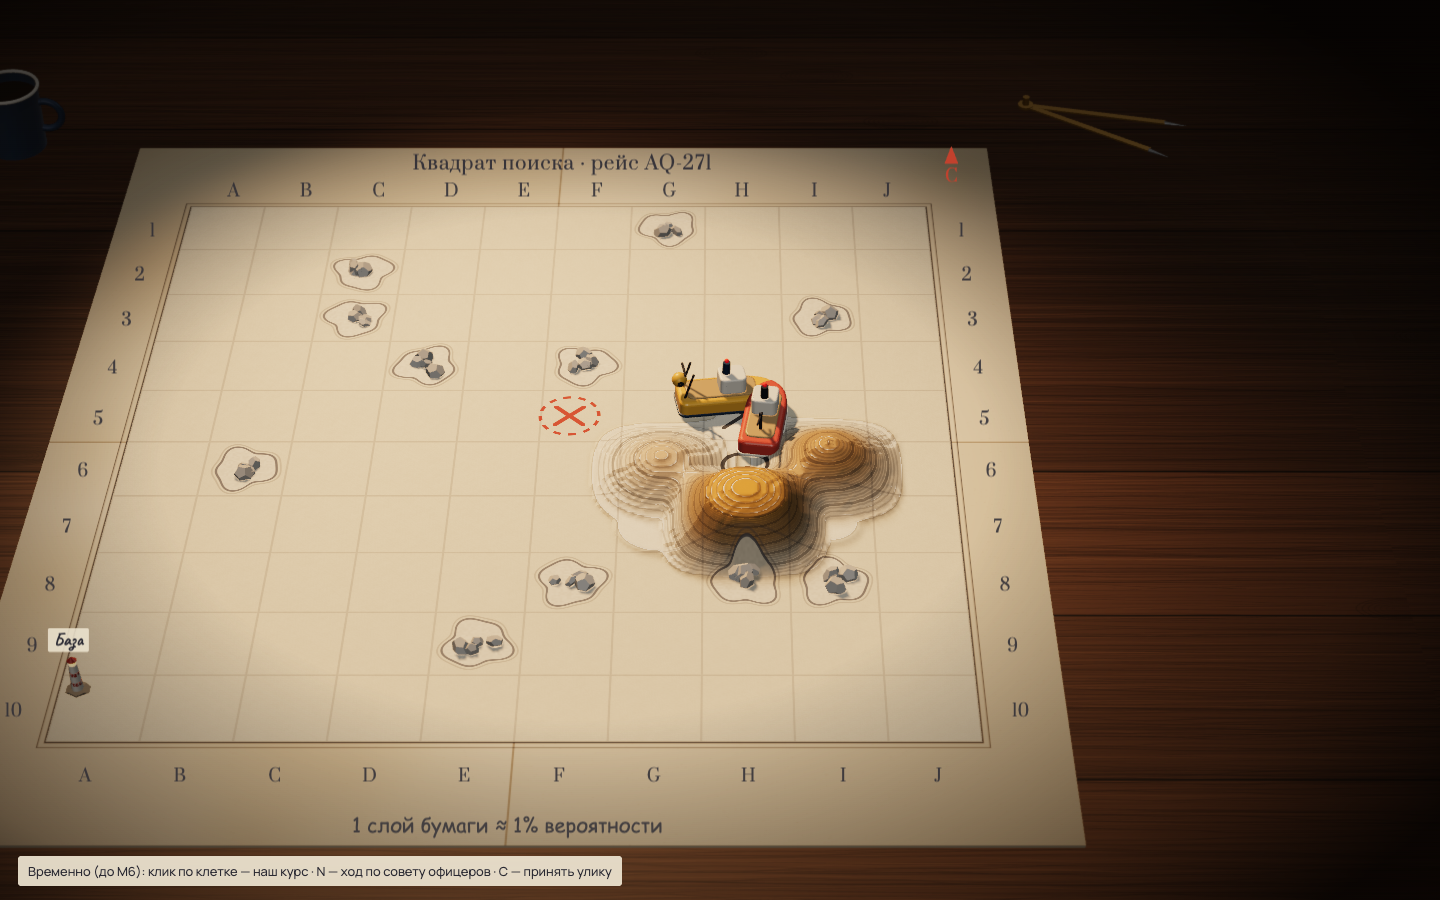 Квадрат поиска · рейс AQ-271
С
A B C D E F G H I J
1 1
2 2
3 3
4 4
5 5
6 6
7 7
8 8
База
9 9
10 10
A B C D E F G H I J
1 слой бумаги ≈ 1% вероятности
Временно (до М6): клик по клетке — наш курс · N — ход по совету офицеров · C — принять улику